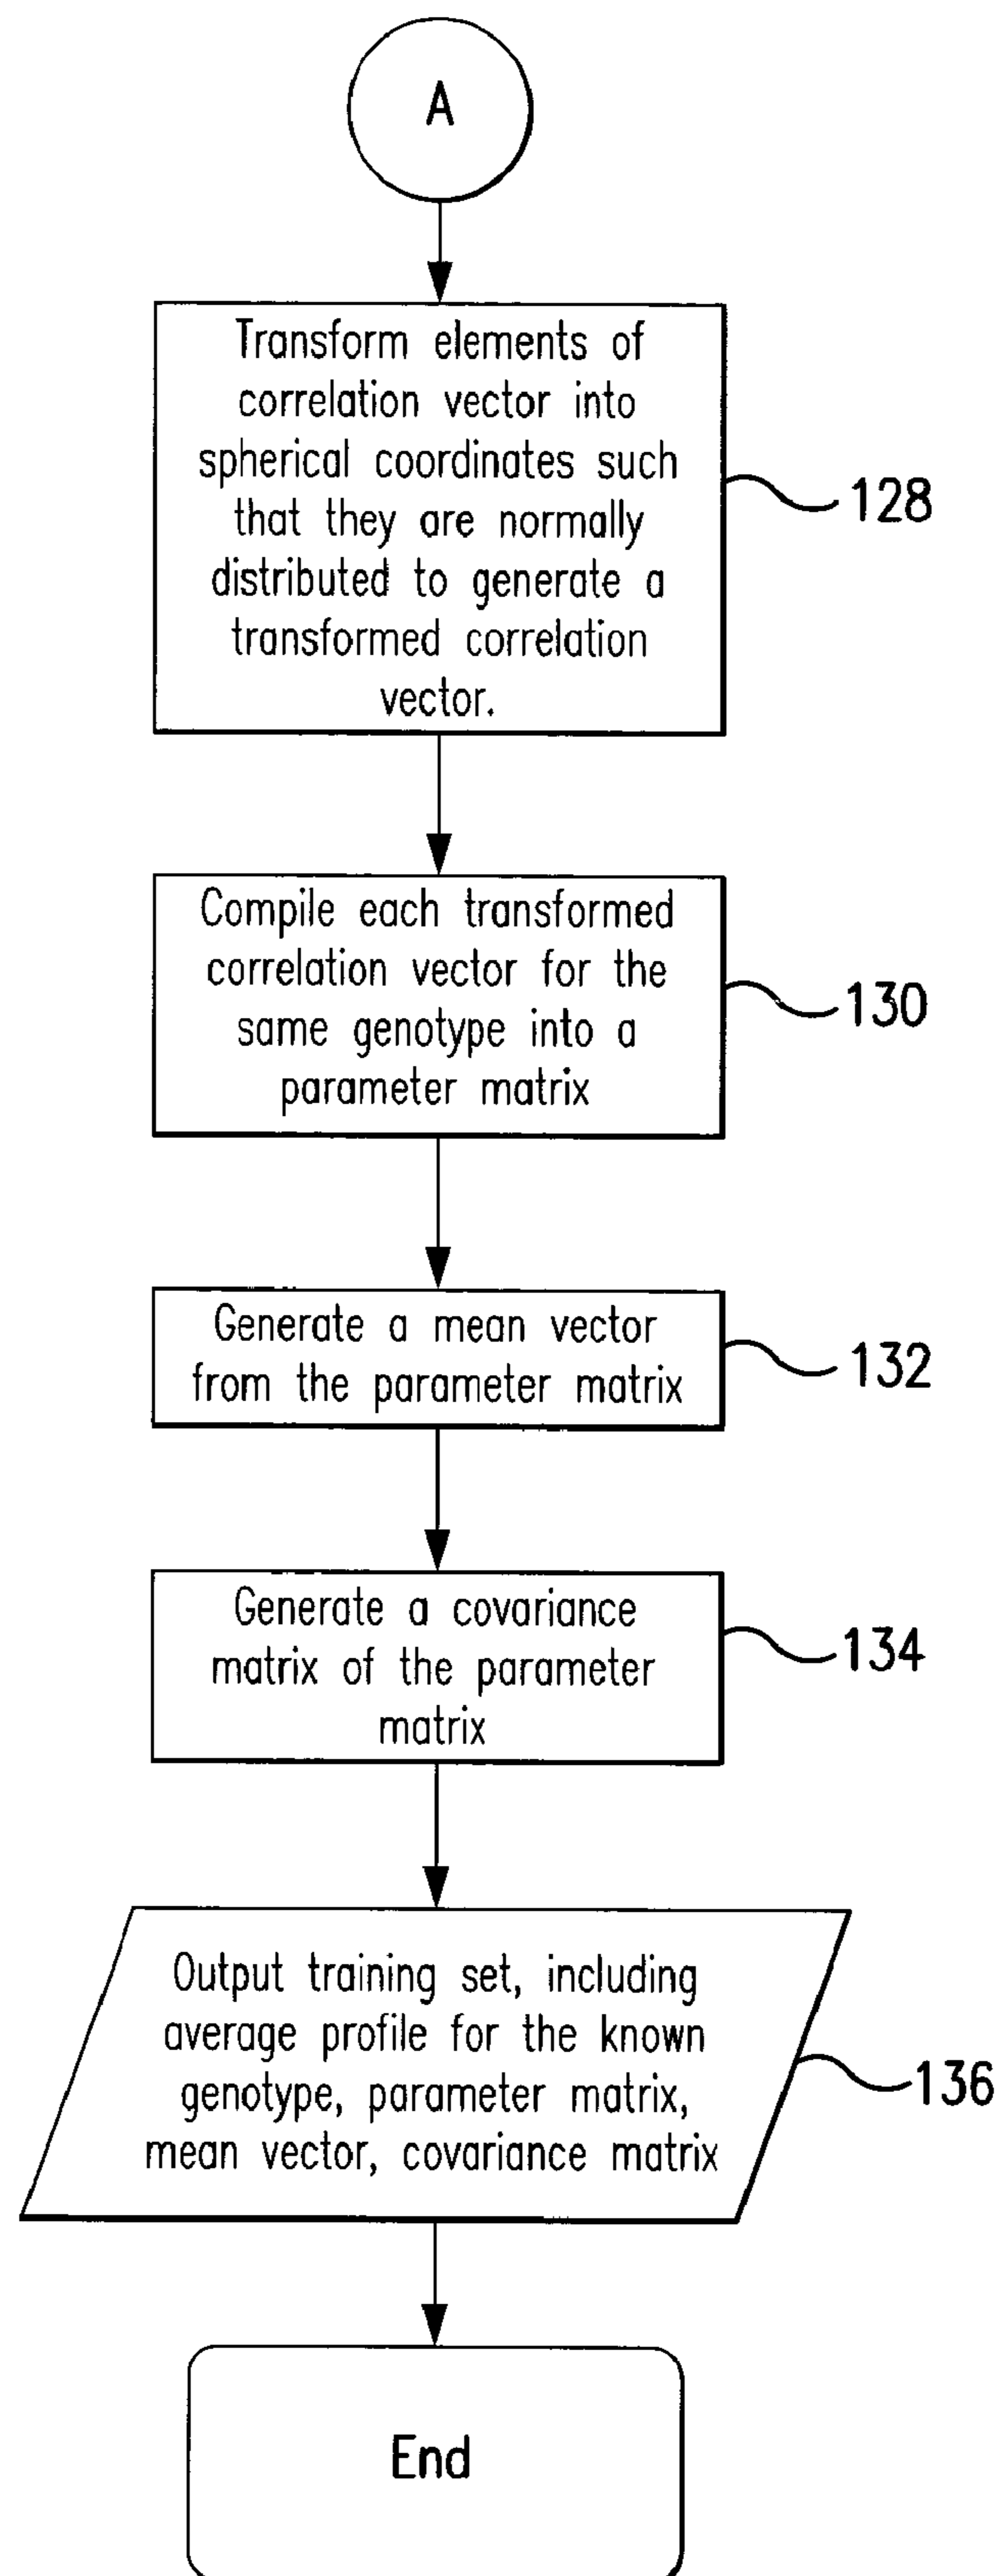 A
Transform elements of
correlation vector into
spherical coordinates such
that they are normally
distributed to generate a
transformed correlation
vector.
128
Compile each transformed
correlation vector for the
same genotype into a
parameter matrix
130
Generate a mean vector
from the parameter matrix
132
Generate a covariance
matrix of the parameter
matrix
134
Output training set, including
average profile for the known
genotype, parameter matrix,
mean vector, covariance matrix
136
End